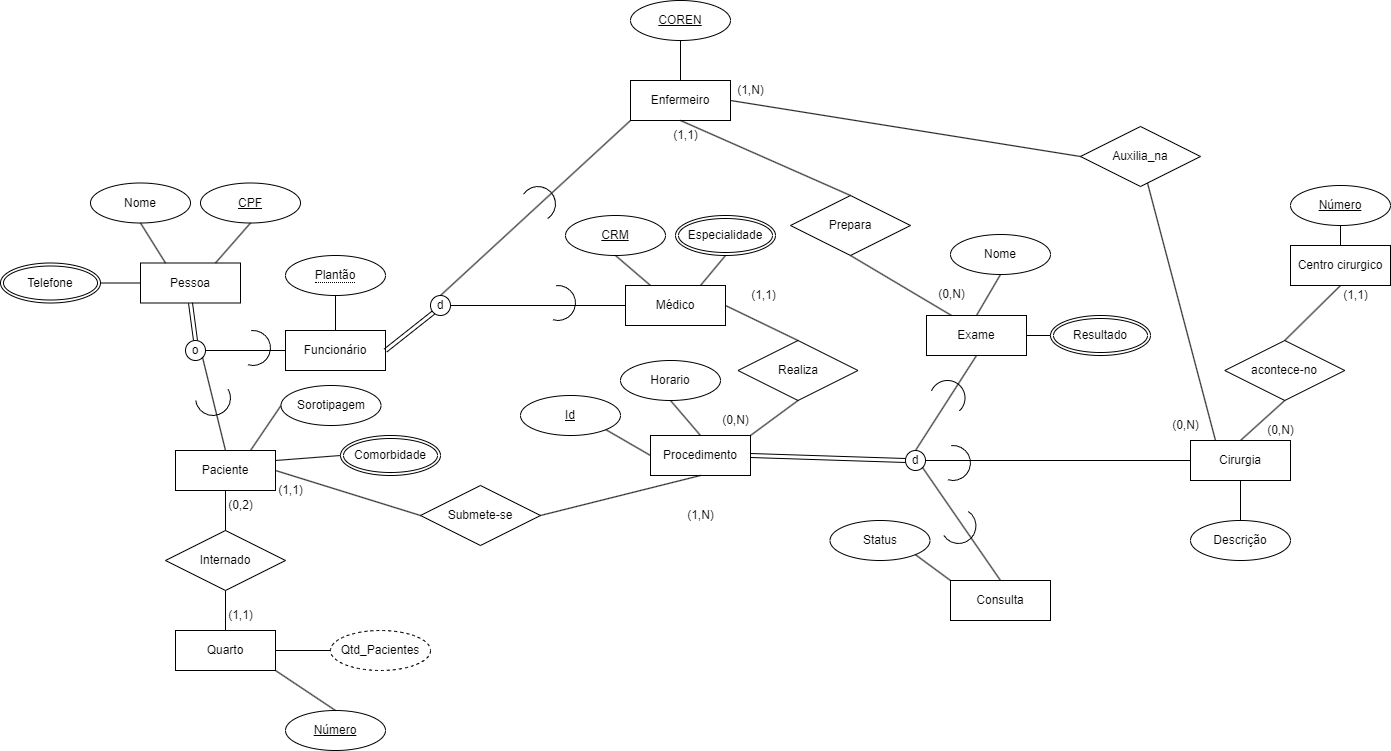 COREN
Enfermeiro
(1,N)
(1,1)
Auxilia_na
Nome
CPF
Número
Prepara
CRM
Especialidade
Nome
Centro cirurgico
Telefone
Pessoa
Plantão
d
Médico
(1,1)
(0,N)
(1,1)
Exame
Resultado
o
Funcionário
Realiza
acontece-no
Horario
Sorotipagem
Id
(0,N)
(0,N)
(0,N)
Comorbidade
Procedimento
d
Cirurgia
Paciente
(1,1)
(0,2)
Submete-se
(1,N)
Status
Descrição
Internado
Consulta
(1,1)
Quarto
Qtd_Pacientes
Número